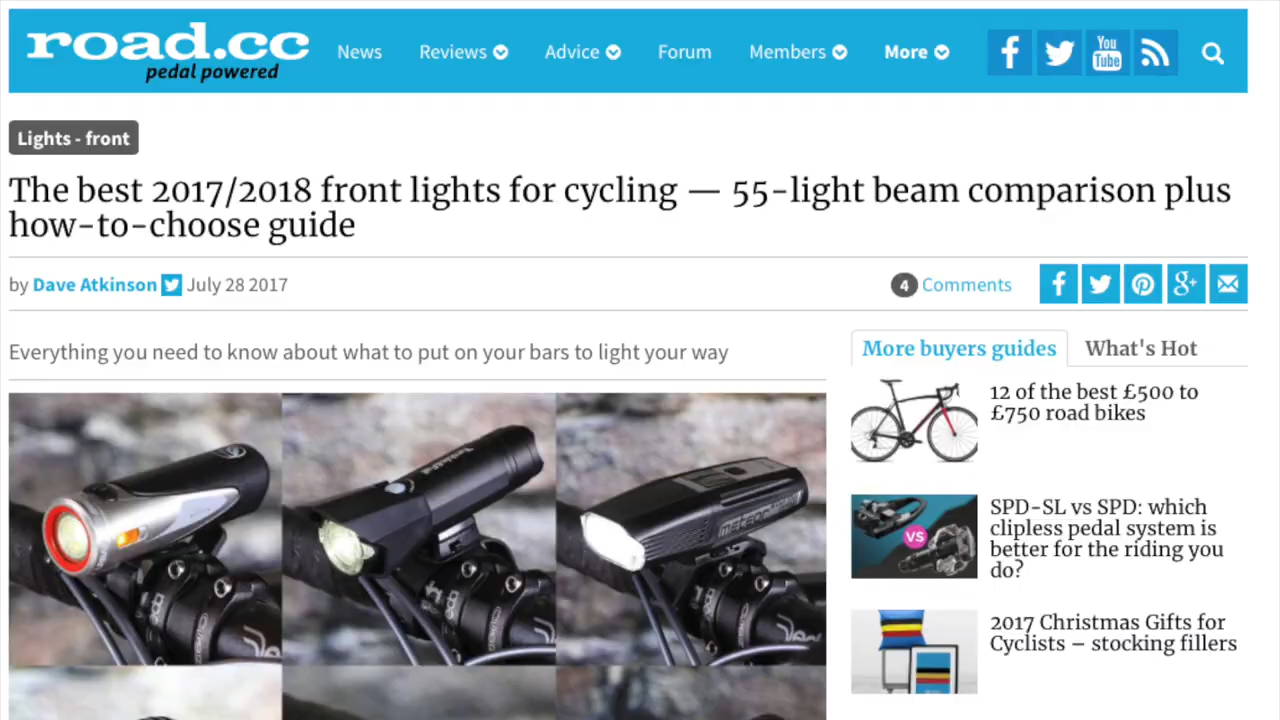 road.cc
pedal powered
News
Reviews
Advice
Forum
Members
More
You
Tube
Lights - front
The best 2017/2018 front lights for cycling — 55-light beam comparison plus
how-to-choose guide
by Dave Atkinson July 28 2017
4 Comments
Everything you need to know about what to put on your bars to light your way
More buyers guides
What's Hot
12 of the best £500 to
£750 road bikes
SPD-SL vs SPD: which
clipless pedal system is
better for the riding you
do?
VS
2017 Christmas Gifts for
Cyclists – stocking fillers